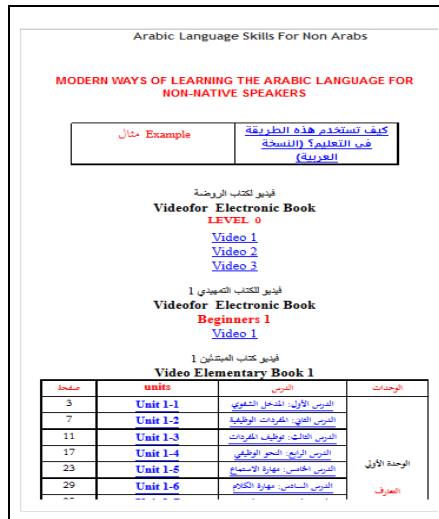 Arabic Language Skills For Non Arabs
MODERN WAYS OF LEARNING THE ARABIC LANGUAGE FOR
NON-NATIVE SPEAKERS
مثال Example
كيف تستخدم هذه الطريقة
في التعليم؟ (النسخة
العربية)
فيديو لكتاب الروضة
Videofor Electronic Book
LEVEL 0
Video 1
Video 2
Video 3
فيديو للكتاب التمهيدي 1
Videofor Electronic Book
Beginners 1
Video 1
فيديو كتاب المبتدئين 1
Video Elementary Book 1
صفحة units الدرس الوحدات
3 Unit 1-1 الدرس الأول: المدخل الشفوي
7 Unit 1-2 الدرس الثاني: المفردات الوظيفية
11 Unit 1-3 الدرس الثالث: توظيف المفردات
17 Unit 1-4 الدرس الرابع: النحو الوظيفي
23 Unit 1-5 الدرس الخامس: مهارة الاستماع
29 Unit 1-6 الدرس السادس: مهارة الكلام
الوحدة الأولى
التعارف